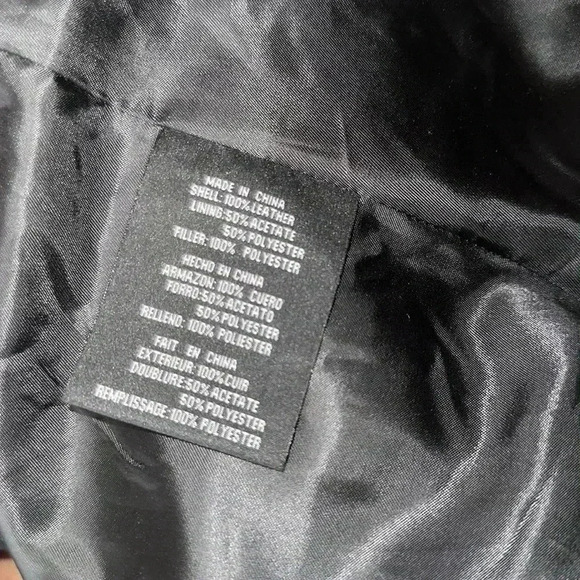 MADE IN CHINA
SHELL:100% LEATHER
LINING:50% ACETATE
50% POLYESTER
FILLER:100% POLYESTER
HECHO EN CHINA
ARMAZON:100% CUERO
FORRO:50% ACETATO
50% POLYESTER
RELLENO: 100% POLIESTER
FAIT EN CHINA
EXTERIEUR:100%CUIR
DOUBLURE:50% ACETATE
50% POLYESTER
REMPLISSAGE:100% POLYESTER